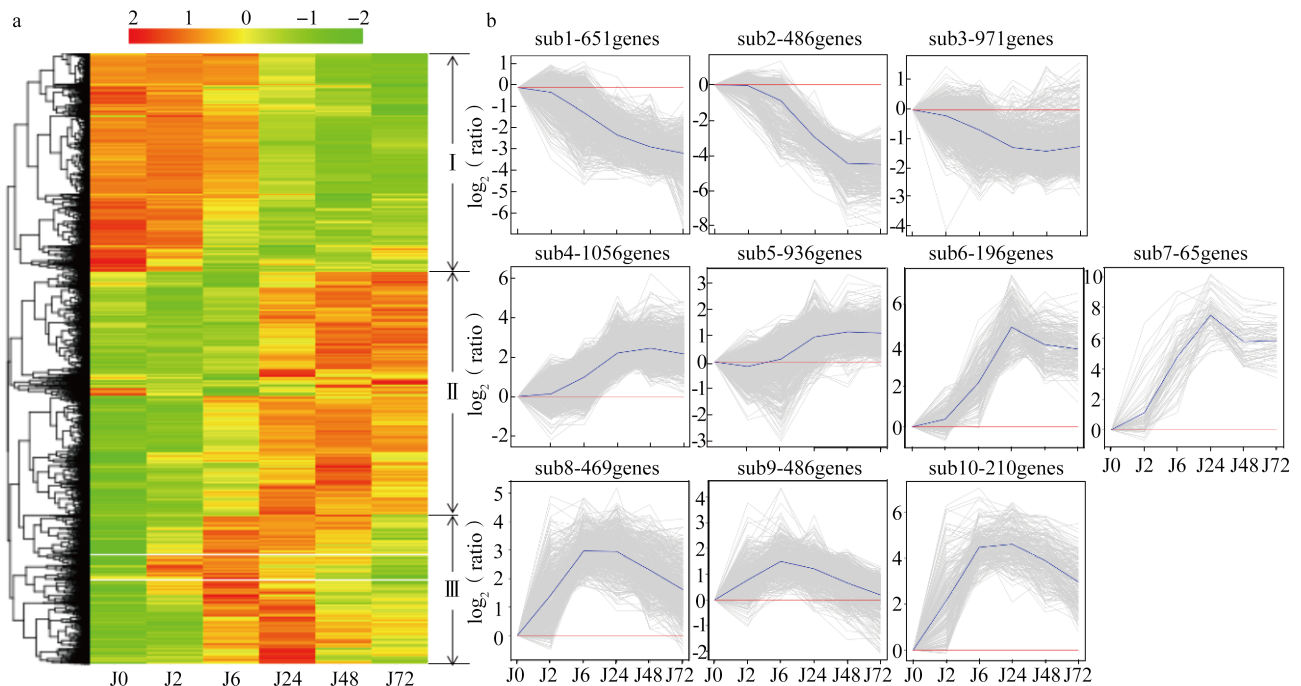 a
2 1 0 -1 -2
I
II
III
J0 J2 J6 J24 J48 J72
b
sub1-651genes sub2-486genes sub3-971genes
log2 ( ratio)
1 0 -1 -2 -3 -4 -5 -6
4 2 0 -2 -4 -6 -8
1 0 -1 -2 -3 -4
sub4-1056genes sub5-936genes sub6-196genes sub7-65genes
log2 ( ratio)
6 4 2 0 -2
3 2 1 0 -1 -2 -3
6 4 2 0
10 8 6 4 2 0
J0 J2 J6 J24 J48 J72
sub8-469genes sub9-486genes sub10-210genes
log2 ( ratio)
5 4 3 2 1 0
4 3 2 1 0 -1 -2
6 4 2 0
J0 J2 J6 J24 J48 J72 J0 J2 J6 J24 J48 J72 J0 J2 J6 J24 J48 J72